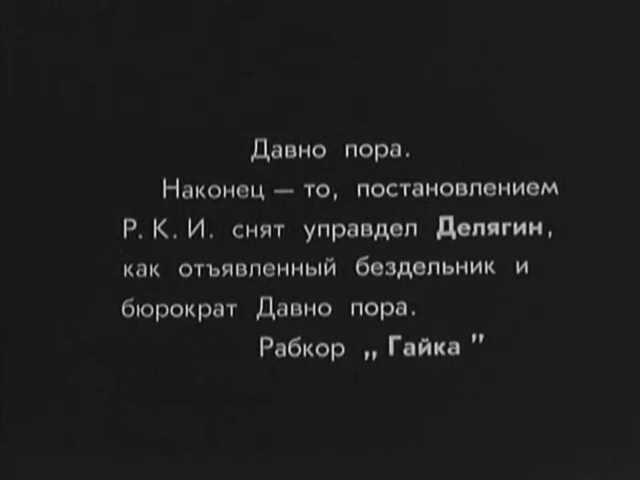 Давно пора.
Наконец — то, постановлением
Р. К. И. снят управдел Делягин,
как отъявленный бездельник и
бюрократ Давно пора.
Рабкор „ Гайка ”